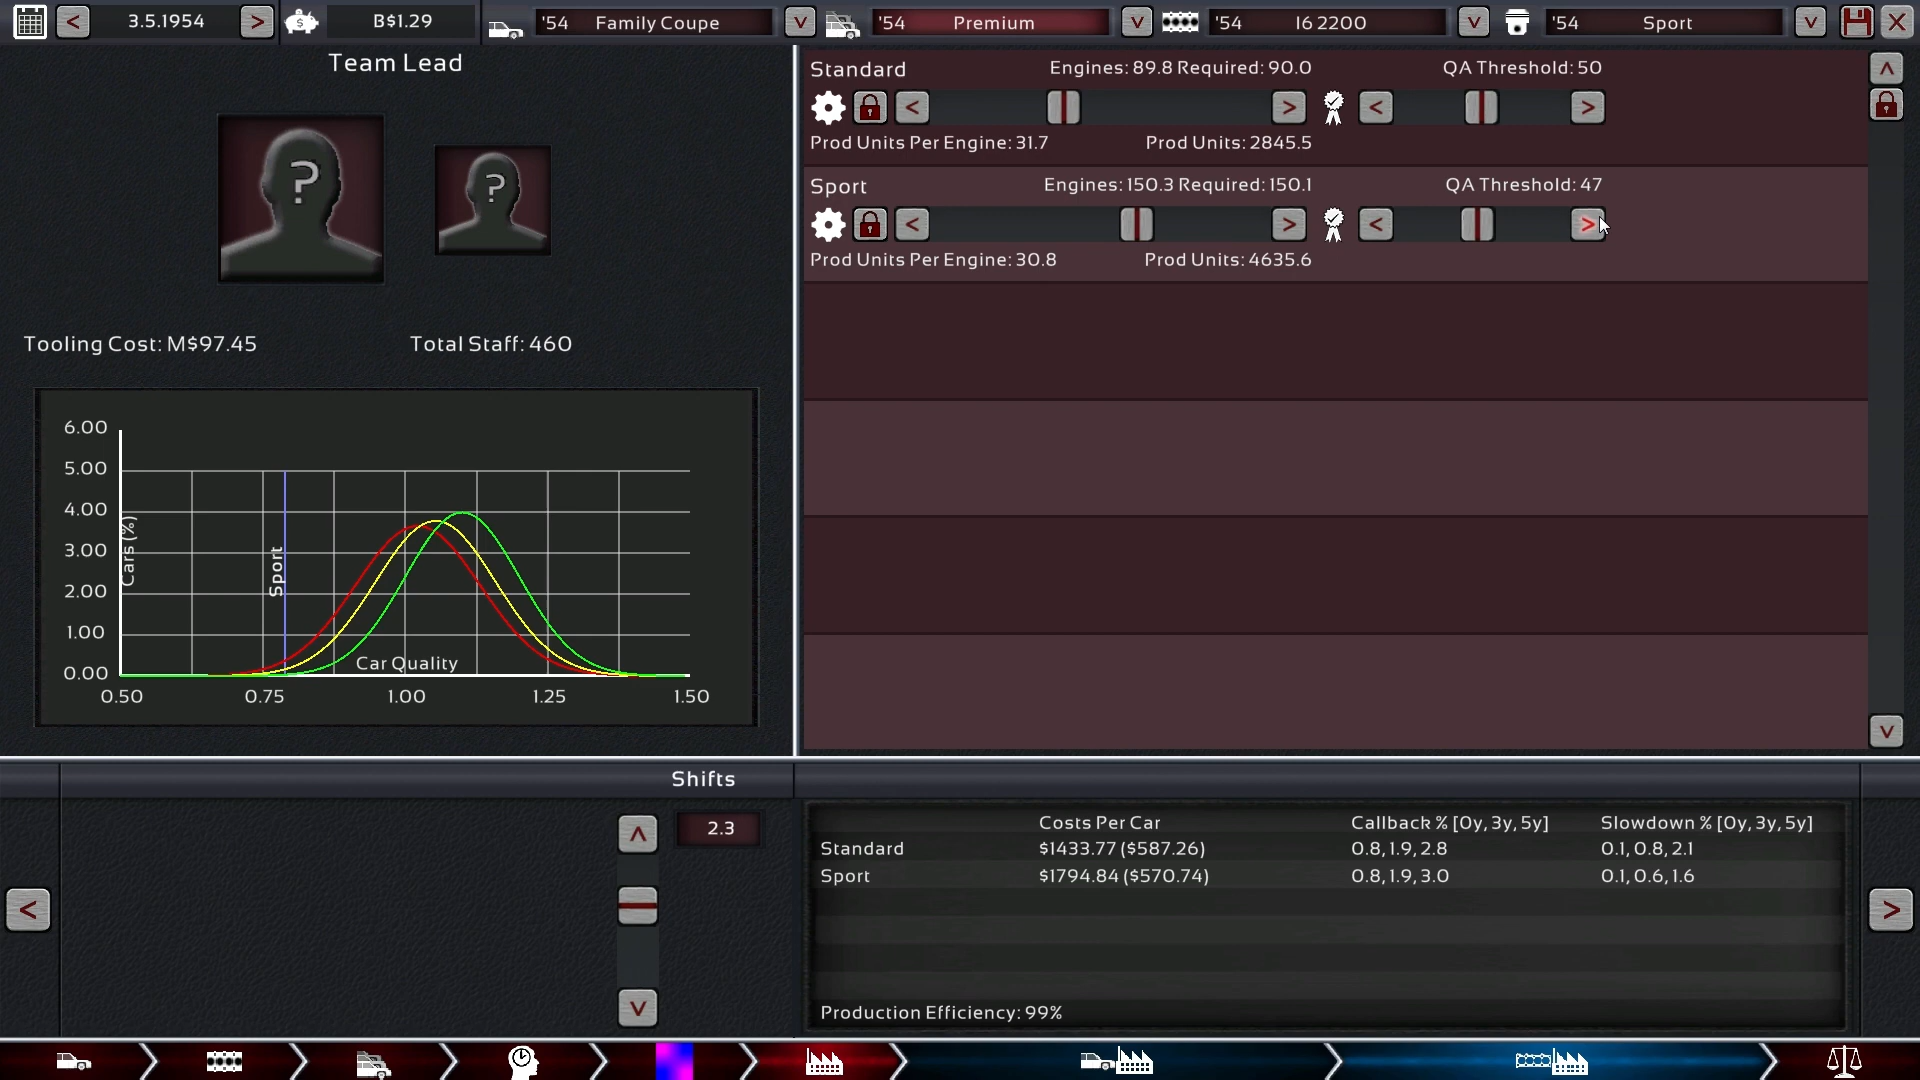 3.5.1954 B$1.29 '54 Family Coupe '54 Premium '54 I6 2200 '54 Sport
Team Lead
? ?
Tooling Cost: M$97.45 Total Staff: 460
6.00
5.00
4.00
3.00
2.00
1.00
0.00
Cars (%)
Sport
Car Quality
0.50 0.75 1.00 1.25 1.50
Standard Engines: 89.8 Required: 90.0 QA Threshold: 50
Prod Units Per Engine: 31.7 Prod Units: 2845.5
Sport Engines: 150.3 Required: 150.1 QA Threshold: 47
Prod Units Per Engine: 30.8 Prod Units: 4635.6
Shifts
2.3
Costs Per Car Callback % [0y, 3y, 5y] Slowdown % [0y, 3y, 5y]
Standard $1433.77 ($587.26) 0.8, 1.9, 2.8 0.1, 0.8, 2.1
Sport $1794.84 ($570.74) 0.8, 1.9, 3.0 0.1, 0.6, 1.6
Production Efficiency: 99%